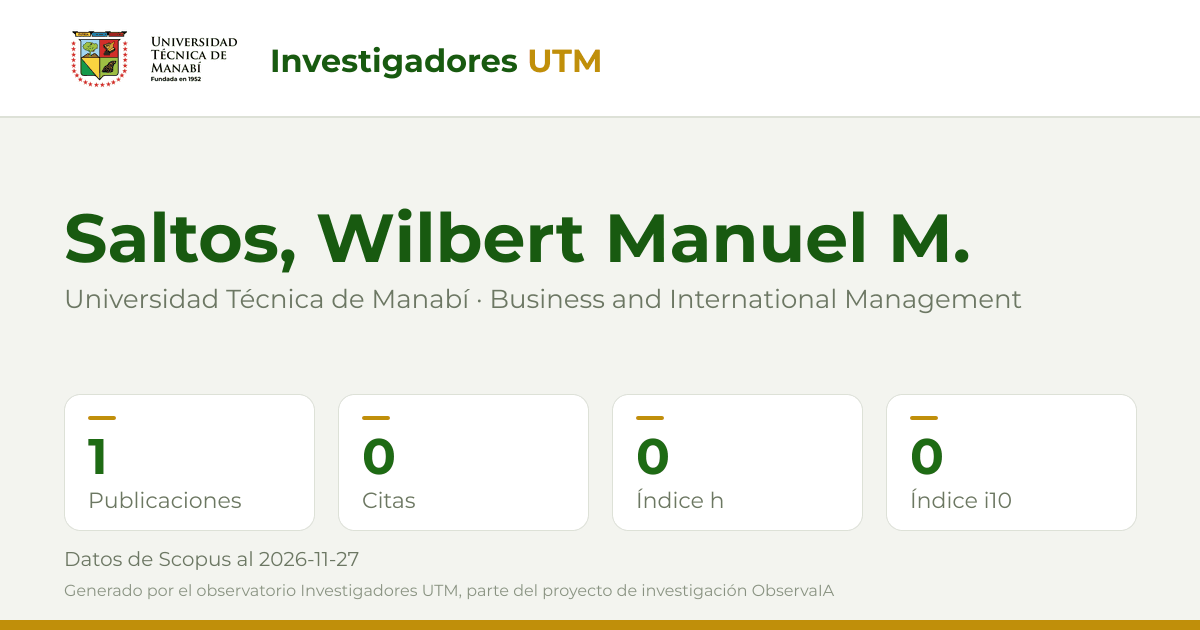 UNIVERSIDAD
TÉCNICA DE
MANABÍ
Fundada en 1952
Investigadores UTM
Saltos, Wilbert Manuel M.
Universidad Técnica de Manabí · Business and International Management
1
Publicaciones
0
Citas
0
Índice h
0
Índice i10
Datos de Scopus al 2026-11-27
Generado por el observatorio Investigadores UTM, parte del proyecto de investigación ObservaIA